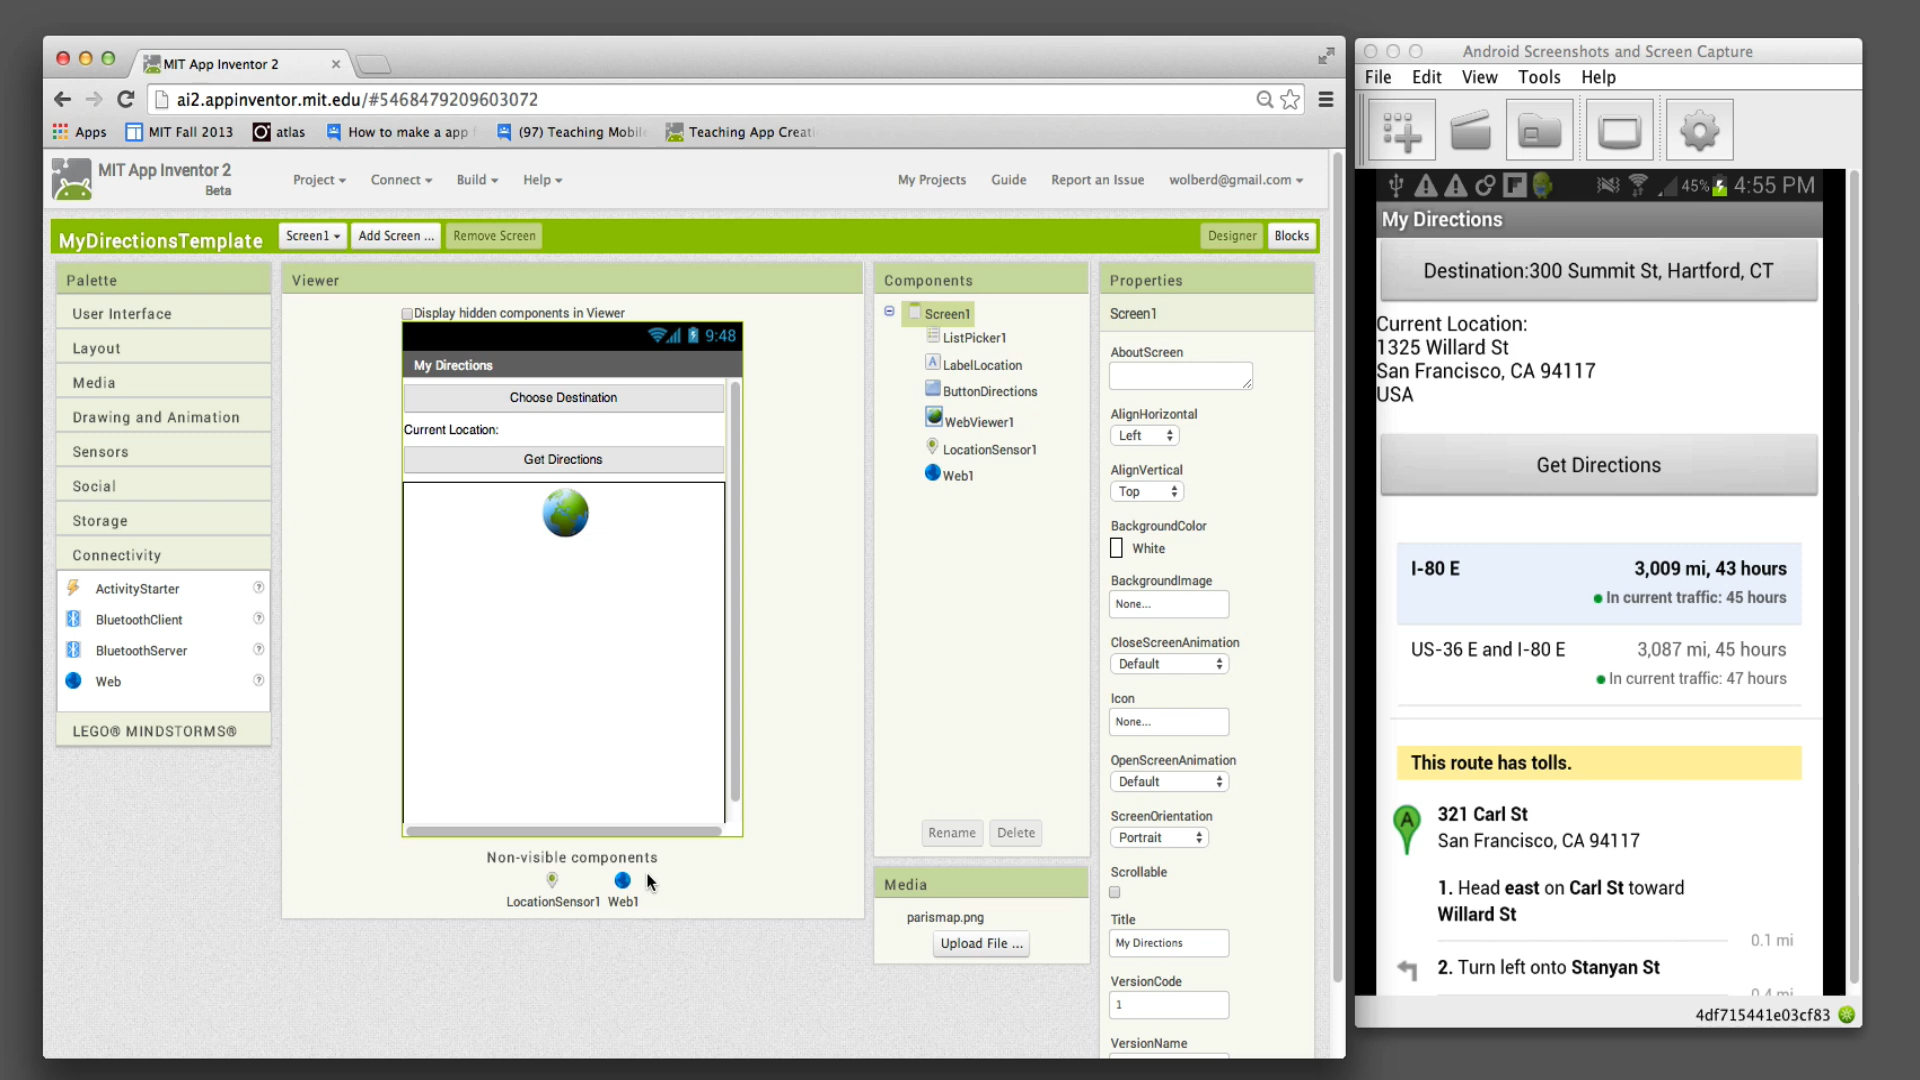 MIT App Inventor 2
ai2.appinventor.mit.edu/#5468479209603072
Apps
MIT Fall 2013
atlas
How to make a app
(97) Teaching Mobil
Teaching App Creati
MIT App Inventor 2
Beta
Project
Connect
Build
Help
My Projects
Guide
Report an Issue
wolberd@gmail.com
MyDirectionsTemplate
Screen1
Add Screen ...
Remove Screen
Designer
Blocks
Palette
User Interface
Layout
Media
Drawing and Animation
Sensors
Social
Storage
Connectivity
ActivityStarter ?
BluetoothClient ?
BluetoothServer ?
Web ?
LEGO® MINDSTORMS®
Viewer
Display hidden components in Viewer
9:48
My Directions
Choose Destination
Current Location:
Get Directions
Non-visible components
LocationSensor1
Web1
Components
Screen1
ListPicker1
A LabelLocation
ButtonDirections
WebViewer1
LocationSensor1
Web1
Rename
Delete
Media
parismap.png
Upload File ...
Properties
Screen1
AboutScreen
AlignHorizontal
Left
AlignVertical
Top
BackgroundColor
White
BackgroundImage
None...
CloseScreenAnimation
Default
Icon
None...
OpenScreenAnimation
Default
ScreenOrientation
Portrait
Scrollable
Title
My Directions
VersionCode
1
VersionName
Android Screenshots and Screen Capture
File Edit View Tools Help
45% 4:55 PM
My Directions
Destination:300 Summit St, Hartford, CT
Current Location:
1325 Willard St
San Francisco, CA 94117
USA
Get Directions
I-80 E 3,009 mi, 43 hours
In current traffic: 45 hours
US-36 E and I-80 E 3,087 mi, 45 hours
In current traffic: 47 hours
This route has tolls.
A 321 Carl St
San Francisco, CA 94117
1. Head east on Carl St toward
Willard St
0.1 mi
2. Turn left onto Stanyan St
0.4 mi
4df715441e03cf83